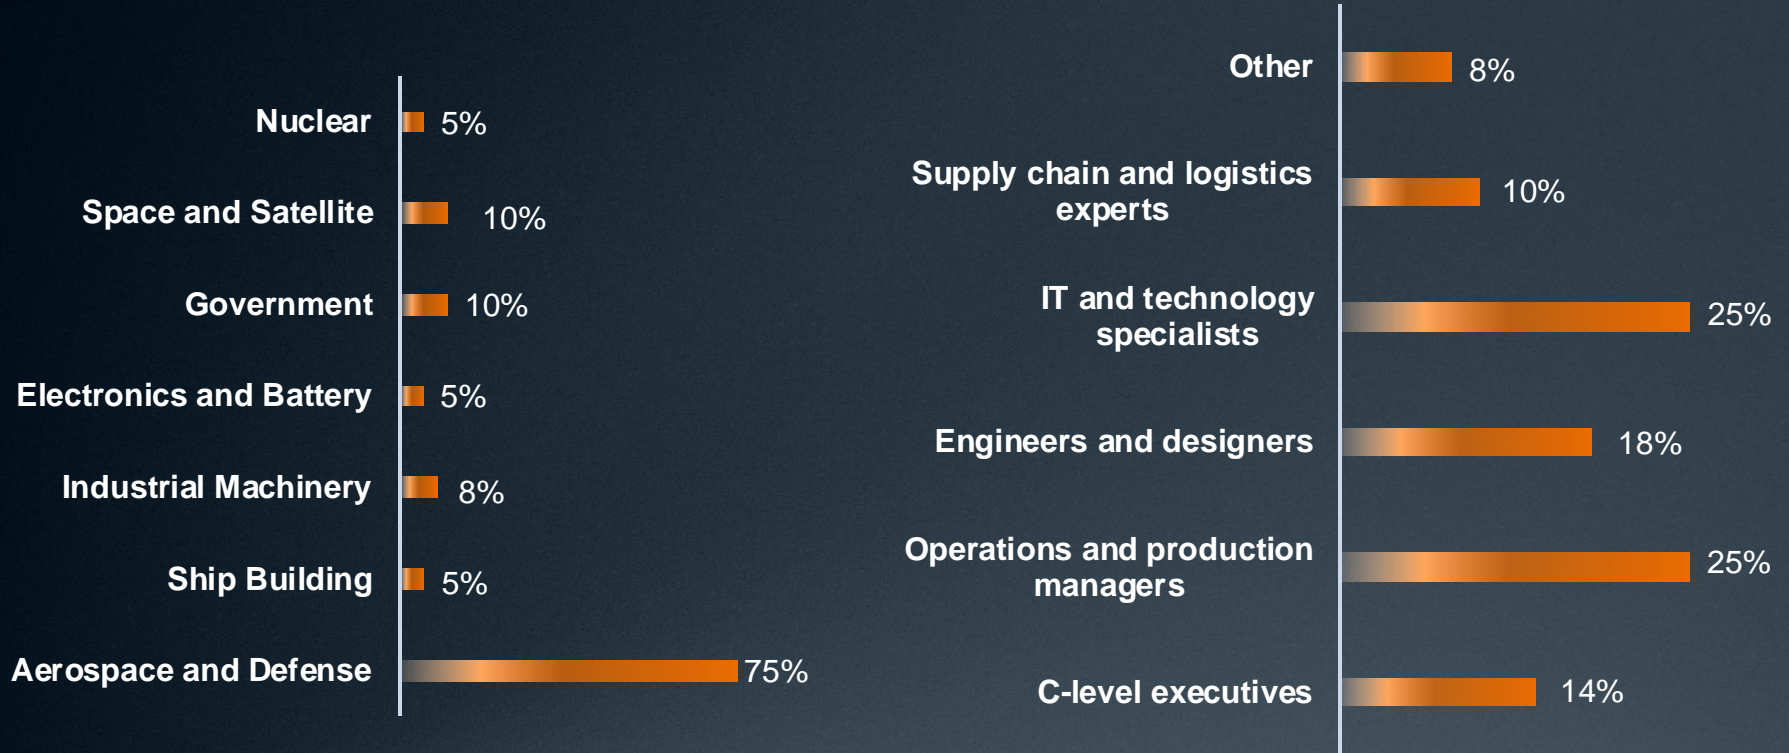 Nuclear
5%
Space and Satellite
10%
Government
10%
Electronics and Battery
5%
Industrial Machinery
8%
Ship Building
5%
Aerospace and Defense
75%
Other
8%
Supply chain and logistics
experts
10%
IT and technology
specialists
25%
Engineers and designers
18%
Operations and production
managers
25%
C-level executives
14%